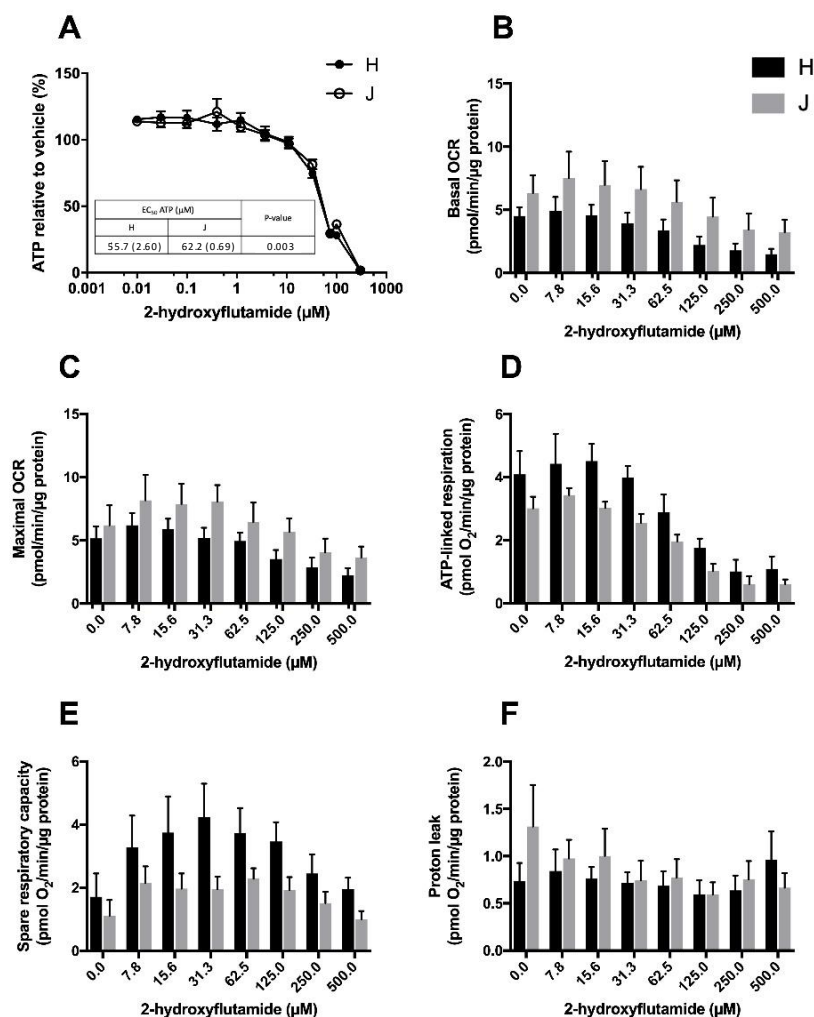 A
H
J
ATP relative to vehicle (%)
150
100
50
0
EC₅₀ ATP (µM)
P-value
H
J
55.7 (2.60)
62.2 (0.69)
0.003
0.001
0.01
0.1
1
10
100
1000
2-hydroxyflutamide (µM)
B
H
J
Basal OCR
(pmol/min/µg protein)
15
10
5
0
0.0
7.8
15.6
31.3
62.5
125.0
250.0
500.0
2-hydroxyflutamide (µM)
C
Maximal OCR
(pmol/min/µg protein)
15
10
5
0
0.0
7.8
15.6
31.3
62.5
125.0
250.0
500.0
2-hydroxyflutamide (µM)
D
ATP-linked respiration
(pmol O₂/min/µg protein)
6
4
2
0
0.0
7.8
15.6
31.3
62.5
125.0
250.0
500.0
2-hydroxyflutamide (µM)
E
Spare respiratory capacity
(pmol O₂/min/µg protein)
6
4
2
0
0.0
7.8
15.6
31.3
62.5
125.0
250.0
500.0
2-hydroxyflutamide (µM)
F
Proton leak
(pmol O₂/min/µg protein)
2.0
1.5
1.0
0.5
0.0
0.0
7.8
15.6
31.3
62.5
125.0
250.0
500.0
2-hydroxyflutamide (µM)